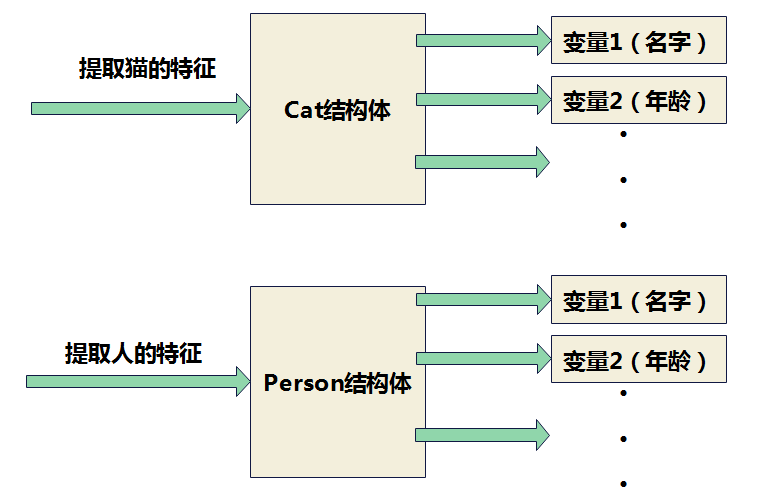 提取猫的特征
Cat结构体
变量1（名字）
变量2（年龄）
提取人的特征
Person结构体
变量1（名字）
变量2（年龄）